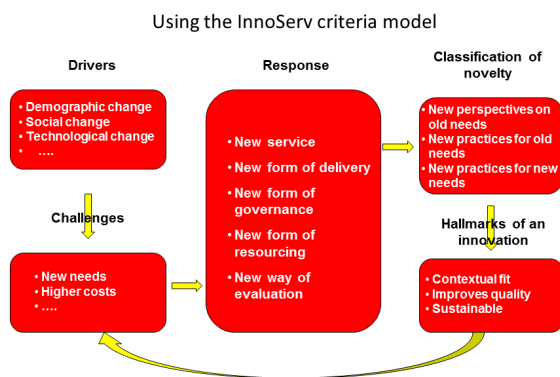 Using the InnoServ criteria model
Drivers
• Demographic change
• Social change
• Technological change
• ....
Challenges
• New needs
• Higher costs
• ....
Response
• New service
• New form of delivery
• New form of
governance
• New form of
resourcing
• New way of
evaluation
Classification of
novelty
• New perspectives on
old needs
• New practices for old
needs
• New practices for new
needs
Hallmarks of an
innovation
• Contextual fit
• Improves quality
• Sustainable